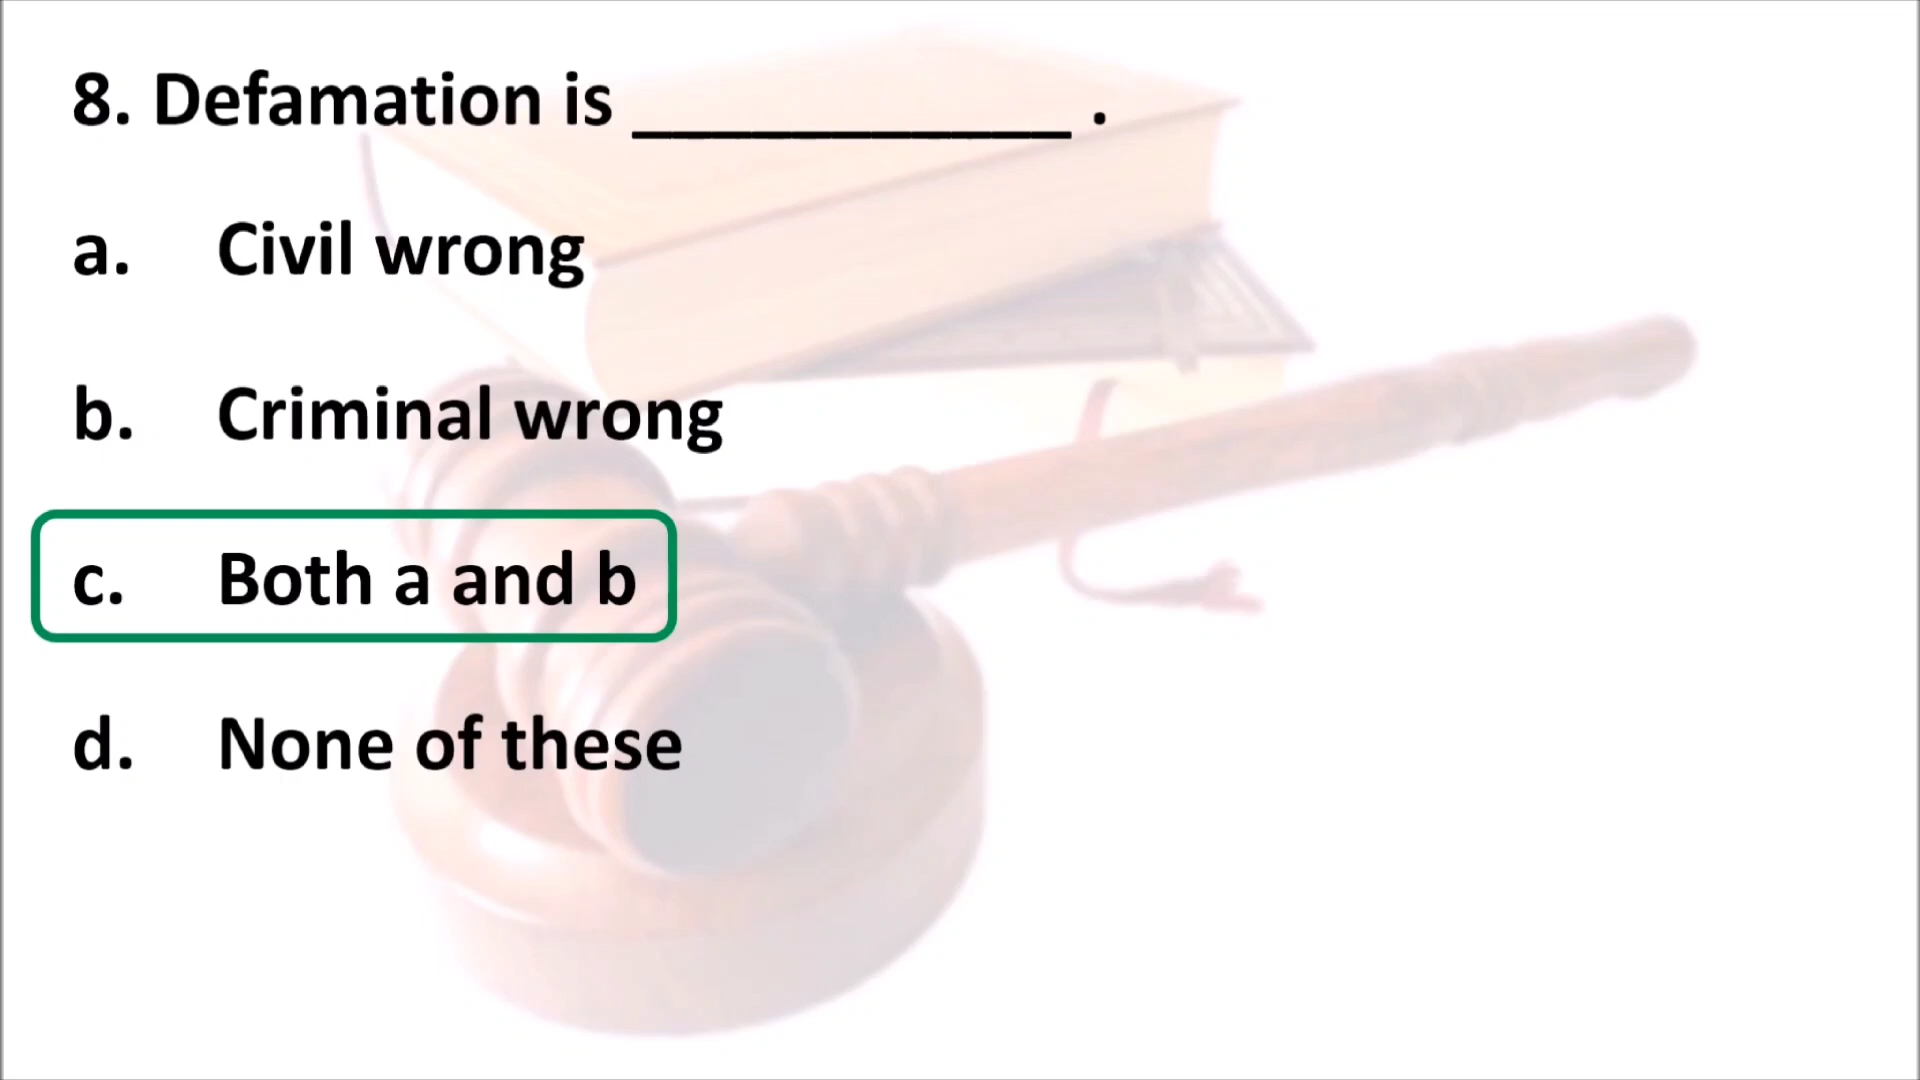 8. Defamation is ____________ .
a. Civil wrong
b. Criminal wrong
c. Both a and b
d. None of these